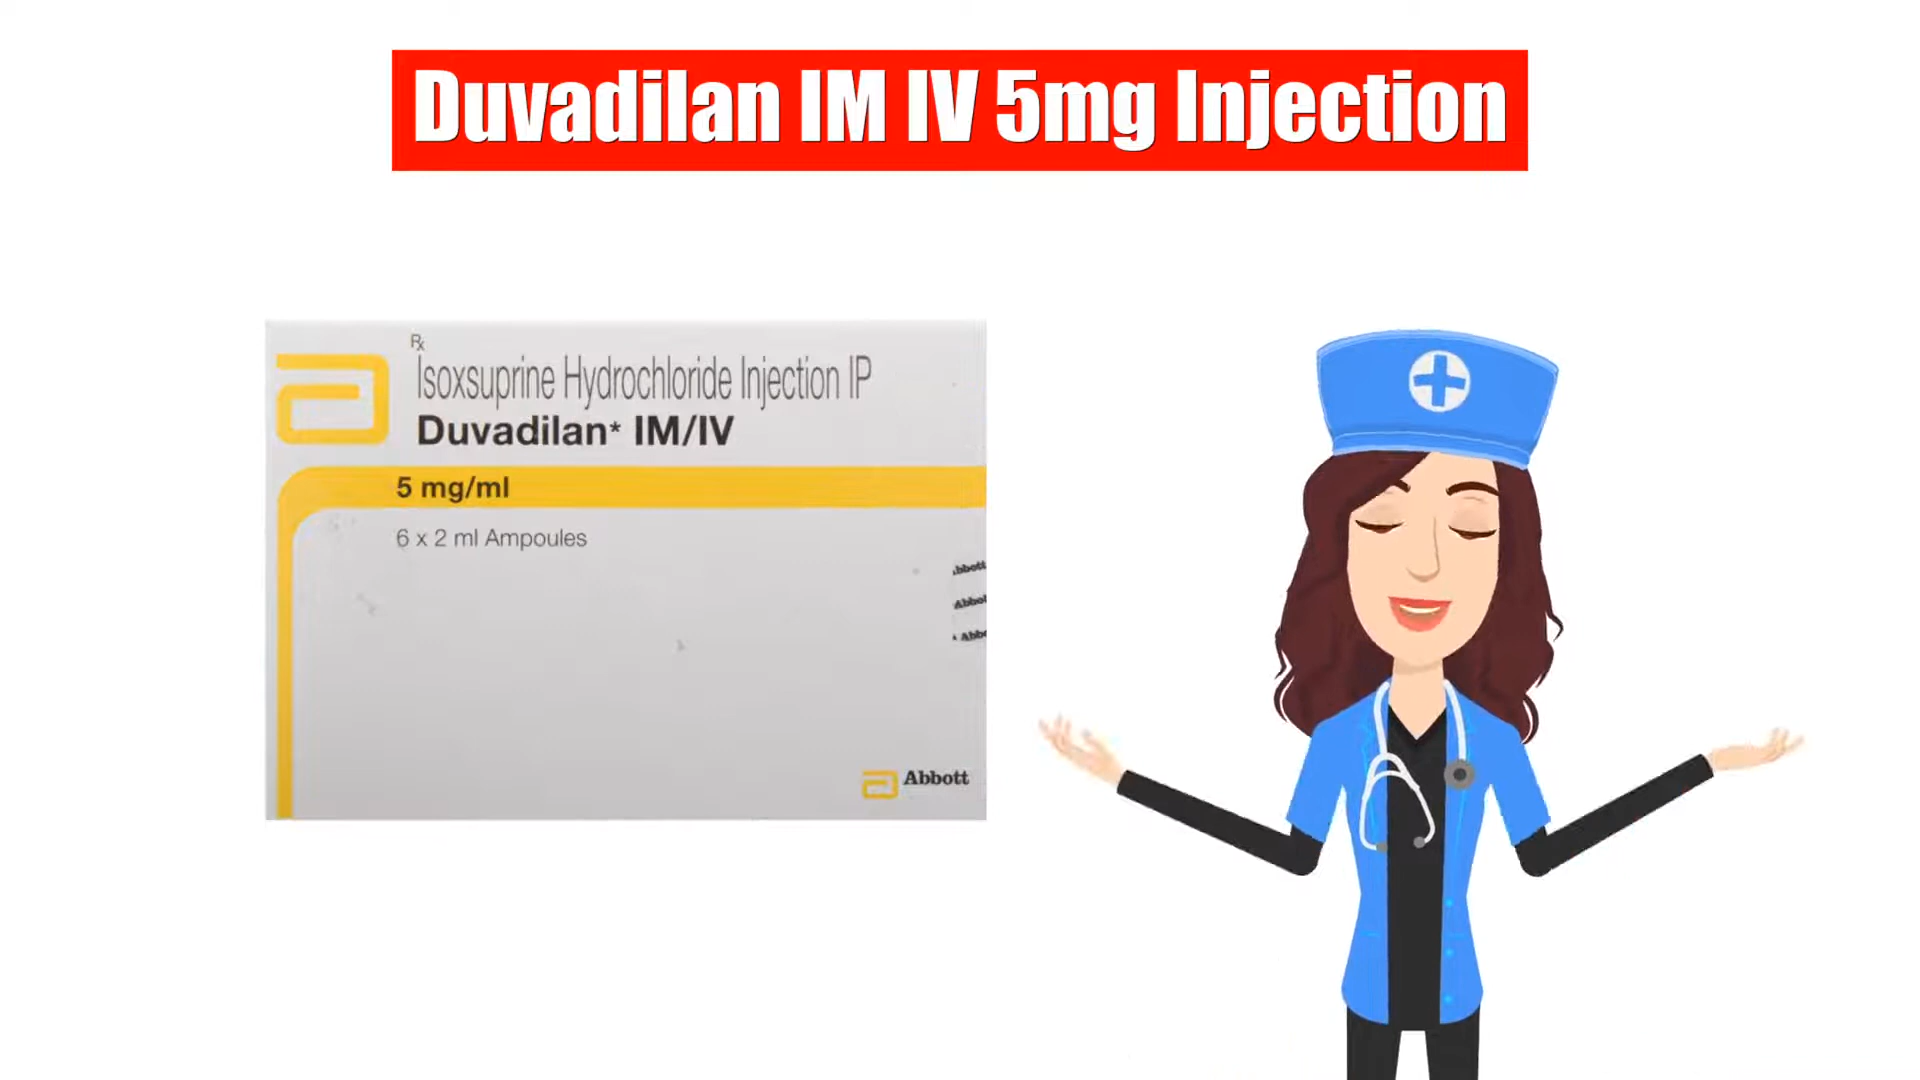 Duvadilan IM IV 5mg Injection
Rx
Isoxsuprine Hydrochloride Injection IP
Duvadilan* IM/IV
5 mg/ml
6 x 2 ml Ampoules
Abbott